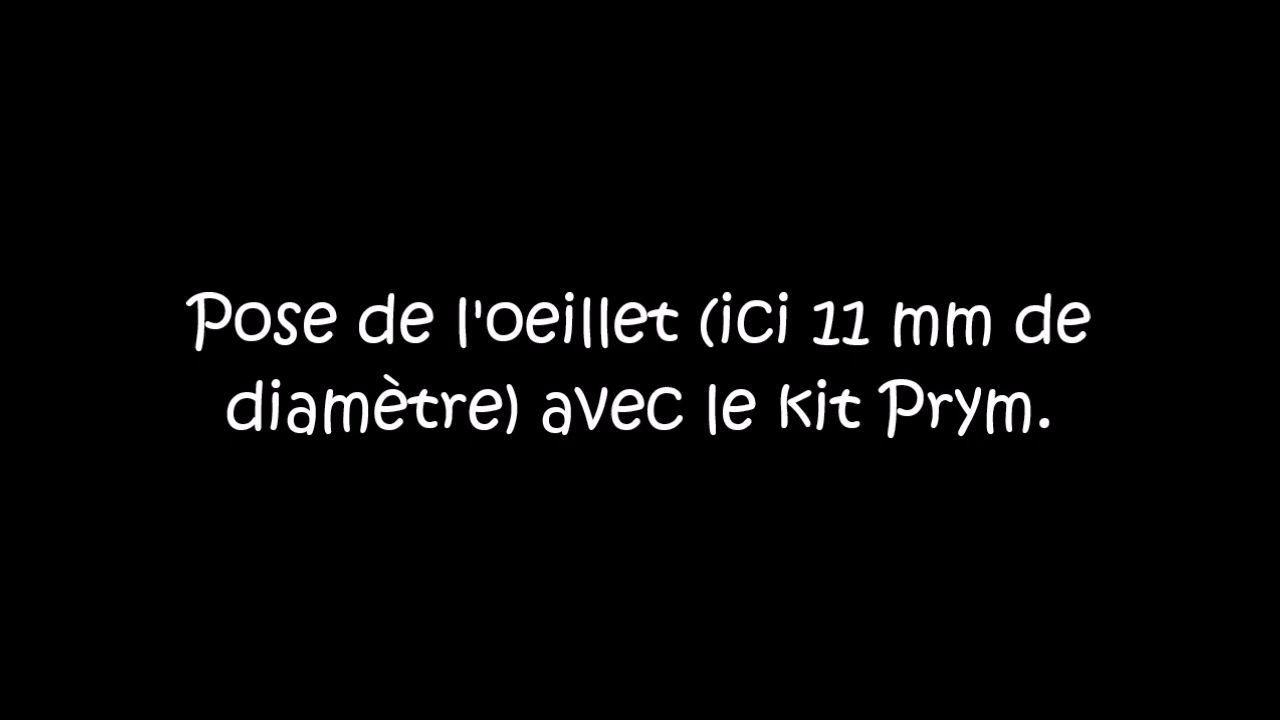 Pose de l'oeillet (ici 11 mm de
diamètre) avec le kit Prym.